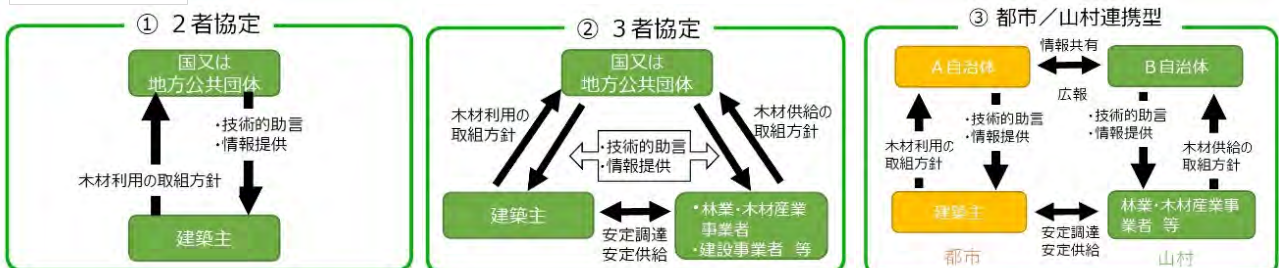 ① 2者協定
国又は
地方公共団体
・技術的助言
・情報提供
木材利用の取組方針
建築主
② 3者協定
国又は
地方公共団体
木材利用の
取組方針
木材供給の
取組方針
・技術的助言
・情報提供
建築主
安定調達
安定供給
・林業・木材産業
事業者
・建設事業者 等
③ 都市/山村連携型
A自治体
情報共有
広報
B自治体
・技術的助言
・情報提供
・技術的助言
・情報提供
木材利用の
取組方針
木材供給の
取組方針
建築主
安定調達
安定供給
林業・木材産業事
業者 等
都市
山村